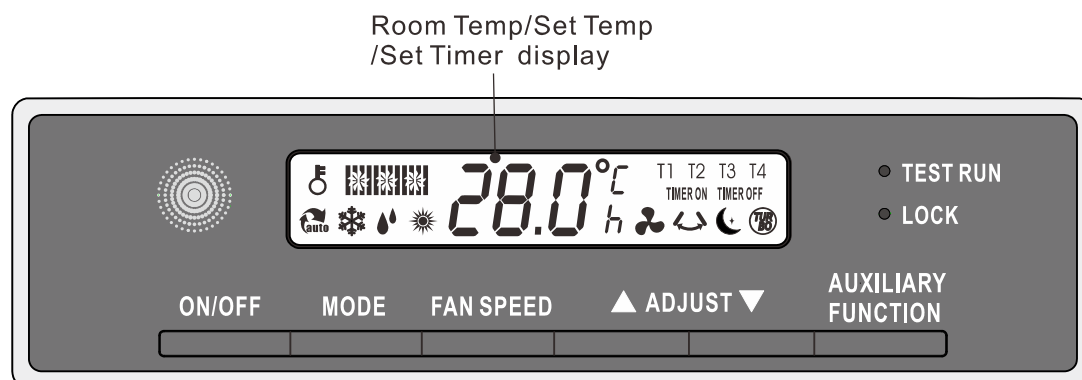 Room Temp/Set Temp
/Set Timer display
28.0°C
h
T1 T2 T3 T4
TIMER ON TIMER OFF
auto
TURBO
TEST RUN
LOCK
ON/OFF
MODE
FAN SPEED
▲ ADJUST ▼
AUXILIARY
FUNCTION